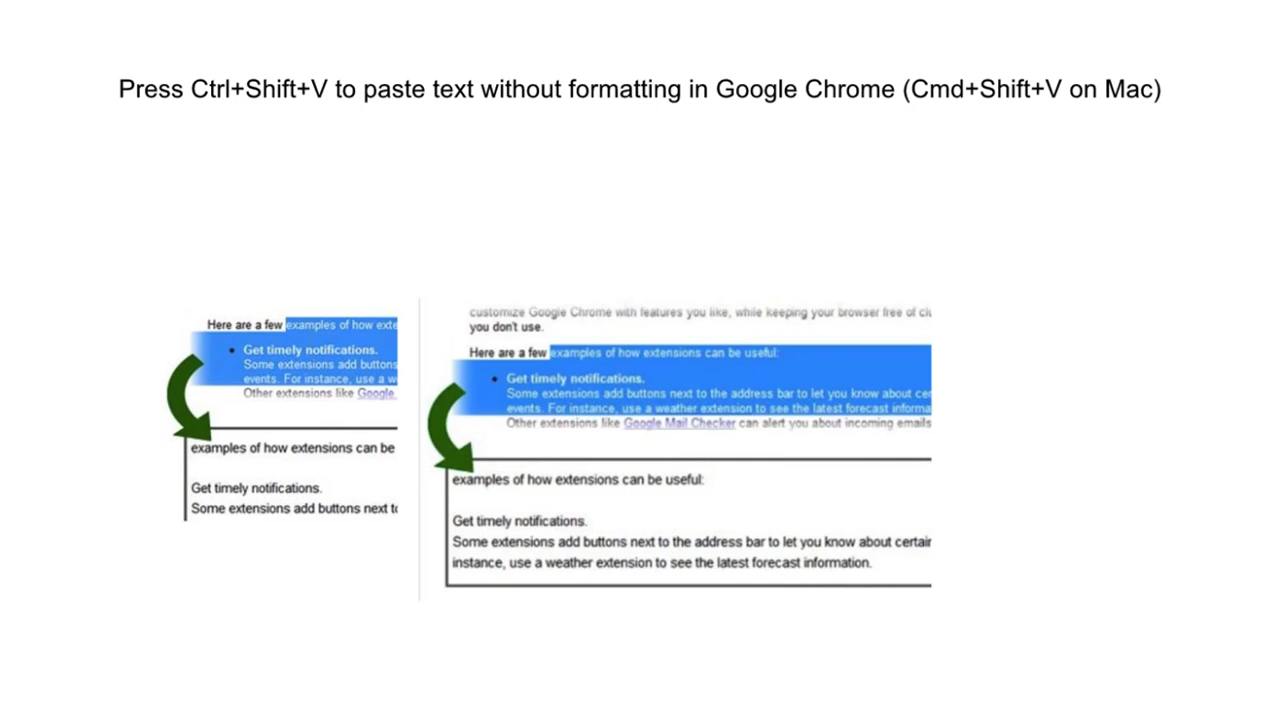 Press Ctrl+Shift+V to paste text without formatting in Google Chrome (Cmd+Shift+V on Mac)
Here are a few examples of how exte
• Get timely notifications.
Some extensions add buttons
events. For instance, use a w
Other extensions like Google
examples of how extensions can be
Get timely notifications.
Some extensions add buttons next to
customize Google Chrome with features you like, while keeping your browser free of clu
you don't use.
Here are a few examples of how extensions can be useful:
• Get timely notifications.
Some extensions add buttons next to the address bar to let you know about cer
events. For instance, use a weather extension to see the latest forecast informa
Other extensions like Google Mail Checker can alert you about incoming emails
examples of how extensions can be useful:
Get timely notifications.
Some extensions add buttons next to the address bar to let you know about certain
instance, use a weather extension to see the latest forecast information.